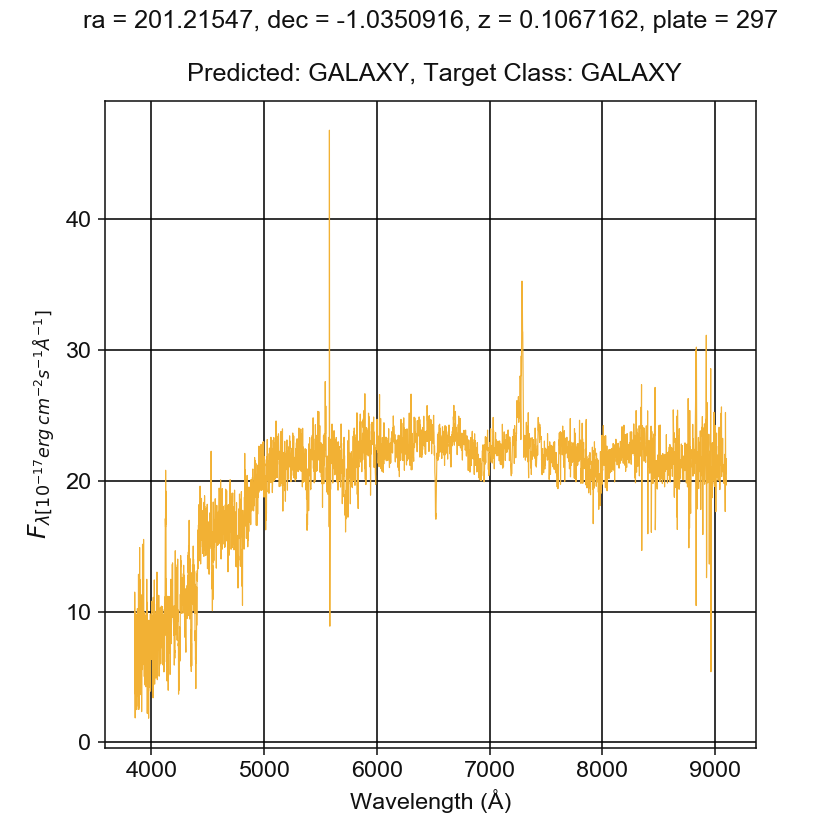 ra = 201.21547, dec = -1.0350916, z = 0.1067162, plate = 297
Predicted: GALAXY, Target Class: GALAXY
40
30
20
10
0
F_{λ[10^{-17} erg cm^{-2} s^{-1} Å^{-1}]}
4000 5000 6000 7000 8000 9000
Wavelength (Å)